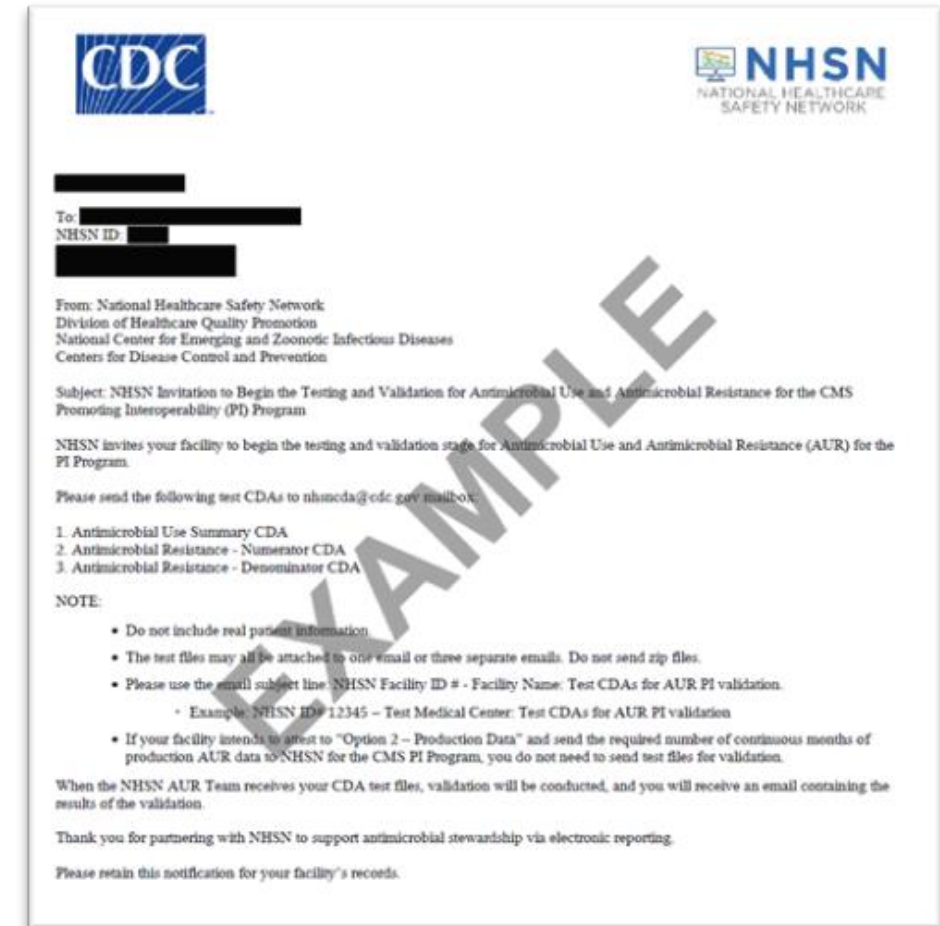 CDC
NHSN
NATIONAL HEALTHCARE
SAFETY NETWORK
To:
NHSN ID:
From: National Healthcare Safety Network
Division of Healthcare Quality Promotion
National Center for Emerging and Zoonotic Infectious Diseases
Centers for Disease Control and Prevention
Subject: NHSN Invitation to Begin the Testing and Validation for Antimicrobial Use and Antimicrobial Resistance for the CMS
Promoting Interoperability (PI) Program
NHSN invites your facility to begin the testing and validation stage for Antimicrobial Use and Antimicrobial Resistance (AUR) for the
PI Program.
Please send the following test CDAs to nhsncda@cdc.gov mailbox:
1. Antimicrobial Use Summary CDA
2. Antimicrobial Resistance - Numerator CDA
3. Antimicrobial Resistance - Denominator CDA
NOTE:
• Do not include real patient information
• The test files may all be attached to one email or three separate emails. Do not send zip files.
• Please use the email subject line: NHSN Facility ID # - Facility Name: Test CDAs for AUR PI validation.
◦ Example: NHSN ID# 12345 – Test Medical Center: Test CDAs for AUR PI validation
• If your facility intends to attest to "Option 2 – Production Data" and send the required number of continuous months of
production AUR data to NHSN for the CMS PI Program, you do not need to send test files for validation.
When the NHSN AUR Team receives your CDA test files, validation will be conducted, and you will receive an email containing the
results of the validation.
Thank you for partnering with NHSN to support antimicrobial stewardship via electronic reporting.
Please retain this notification for your facility's records.
EXAMPLE